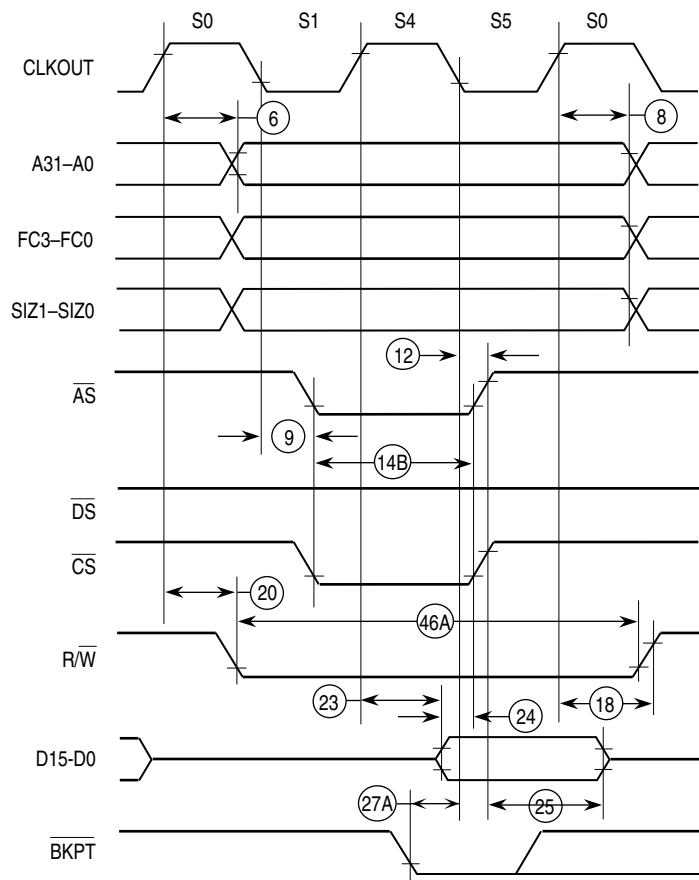 S0 S1 S4 S5 S0
CLKOUT
6 8
A31–A0
FC3–FC0
SIZ1–SIZ0
12
AS
9
14B
DS
CS
20
46A
R/W
23 24 18
D15-D0
27A 25
BKPT